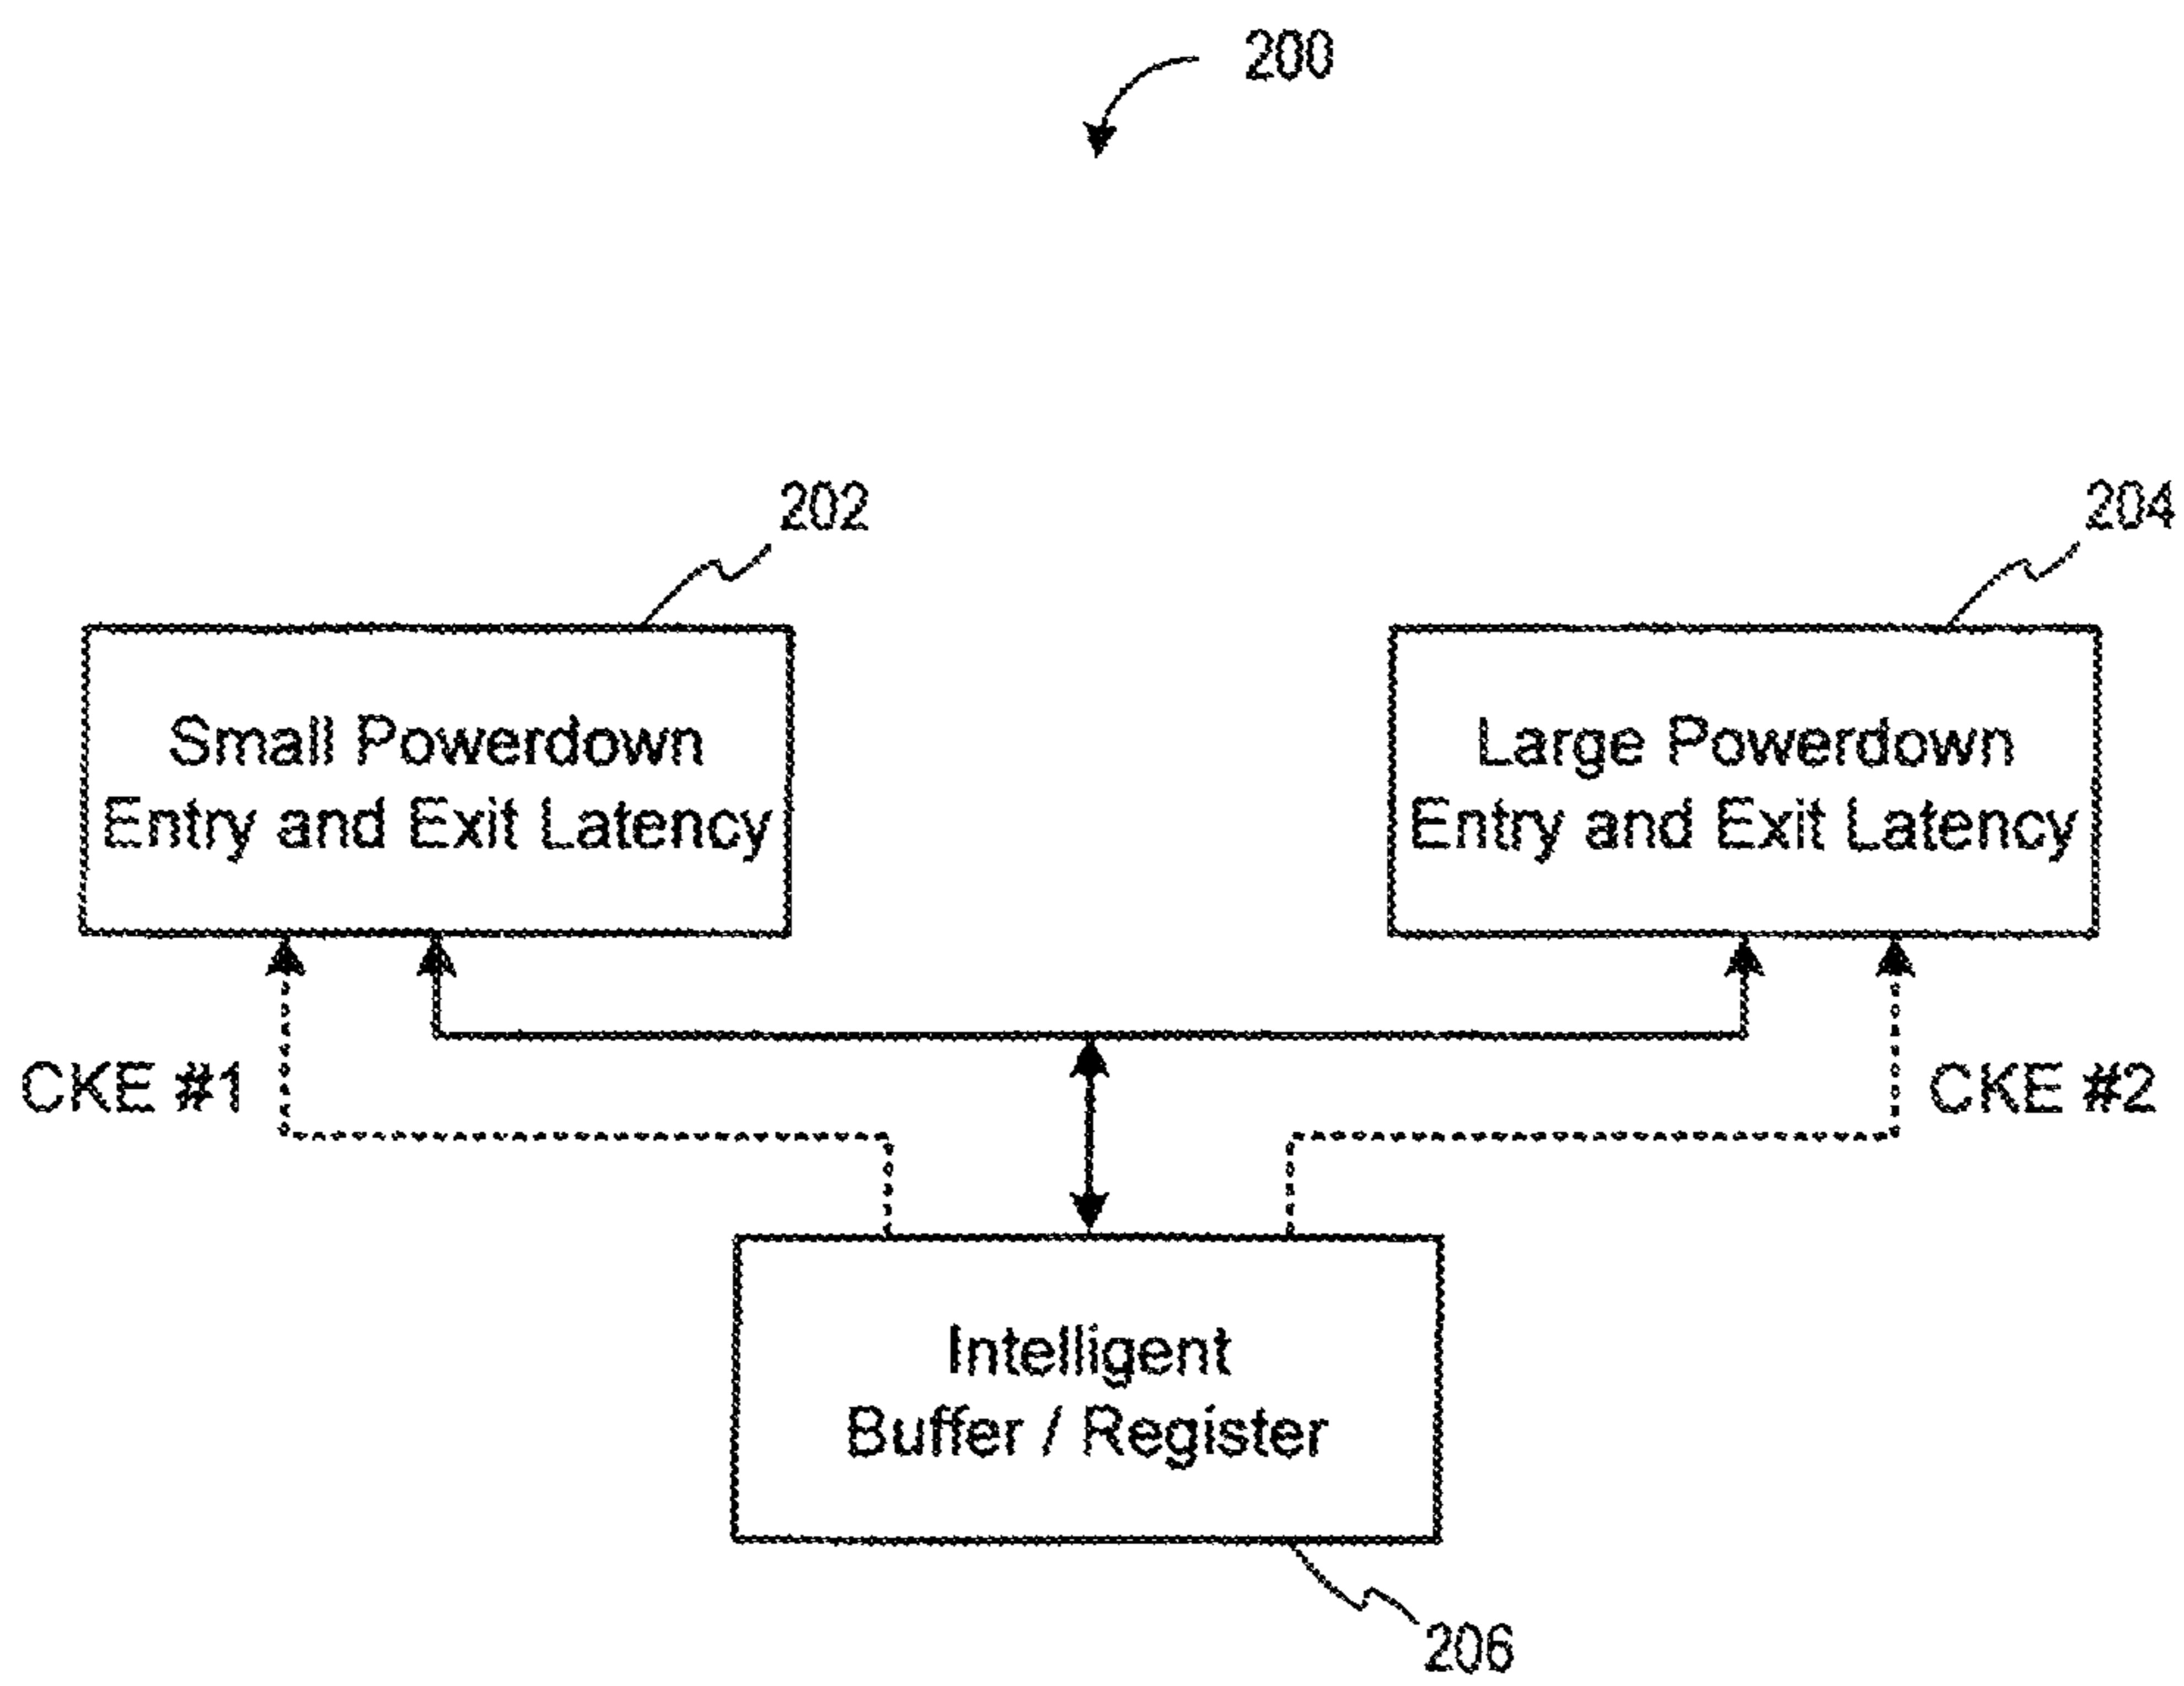 200
202
204
Small Powerdown
Entry and Exit Latency
Large Powerdown
Entry and Exit Latency
CKE #1
CKE #2
Intelligent
Buffer / Register
206